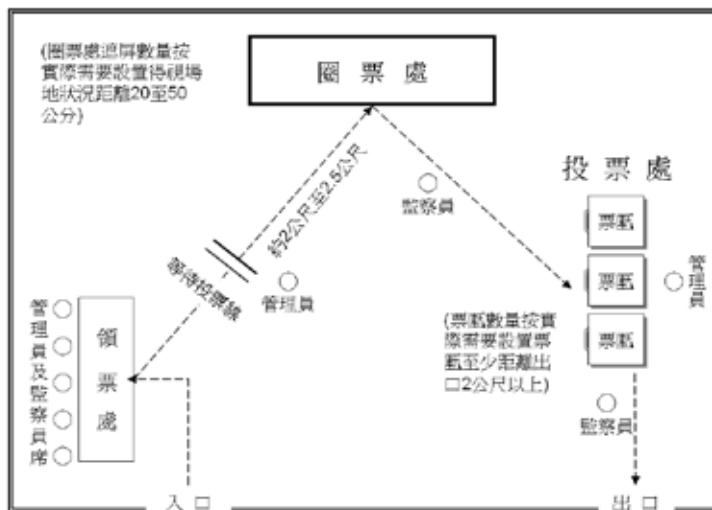 (圈票處遮屏數量按
實際需要設置得視場
地狀況距離20至50
公分)
圈票處
約2公尺至2.5公尺
等待投票線
管理員
監察員
投票處
票匭
票匭
票匭
管理員
(票匭數量按實
際需要設置票
匭至少距離出
口2公尺以上)
監察員
管理員及監察員席
領票處
入口
出口